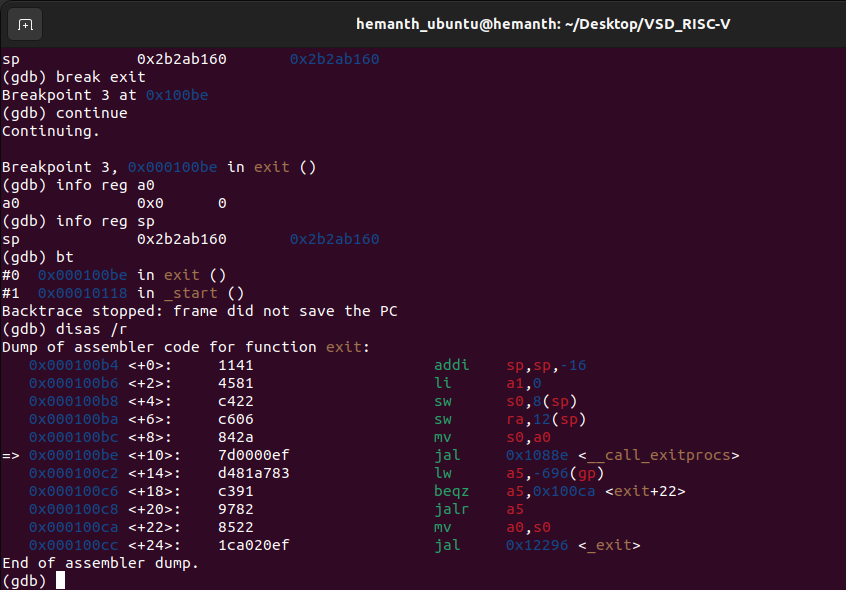 hemanth_ubuntu@hemanth: ~/Desktop/VSD_RISC-V
sp             0x2b2ab160       0x2b2ab160
(gdb) break exit
Breakpoint 3 at 0x100be
(gdb) continue
Continuing.

Breakpoint 3, 0x000100be in exit ()
(gdb) info reg a0
a0             0x0      0
(gdb) info reg sp
sp             0x2b2ab160       0x2b2ab160
(gdb) bt
#0  0x000100be in exit ()
#1  0x00010118 in _start ()
Backtrace stopped: frame did not save the PC
(gdb) disas /r
Dump of assembler code for function exit:
   0x000100b4 <+0>:     1141                    addi    sp,sp,-16
   0x000100b6 <+2>:     4581                    li      a1,0
   0x000100b8 <+4>:     c422                    sw      s0,8(sp)
   0x000100ba <+6>:     c606                    sw      ra,12(sp)
   0x000100bc <+8>:     842a                    mv      s0,a0
=> 0x000100be <+10>:    7d0000ef                jal     0x1088e <__call_exitprocs>
   0x000100c2 <+14>:    d481a783                lw      a5,-696(gp)
   0x000100c6 <+18>:    c391                    beqz    a5,0x100ca <exit+22>
   0x000100c8 <+20>:    9782                    jalr    a5
   0x000100ca <+22>:    8522                    mv      a0,s0
   0x000100cc <+24>:    1ca020ef                jal     0x12296 <_exit>
End of assembler dump.
(gdb)